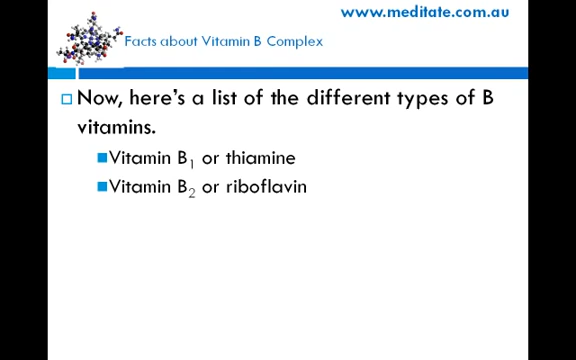 www.meditate.com.au
Facts about Vitamin B Complex
Now, here's a list of the different types of B
vitamins.
Vitamin B₁ or thiamine
Vitamin B₂ or riboflavin